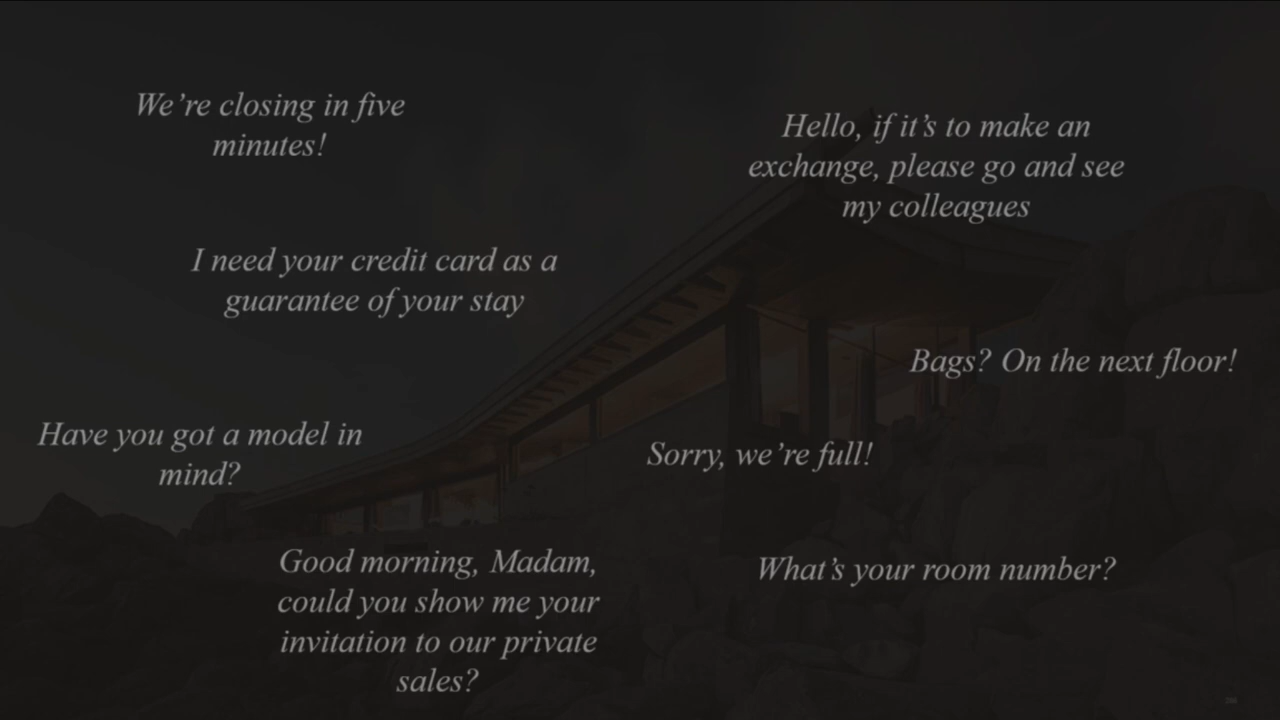 We're closing in five
minutes!
Hello, if it's to make an
exchange, please go and see
my colleagues
I need your credit card as a
guarantee of your stay
Bags? On the next floor!
Have you got a model in
mind?
Sorry, we're full!
Good morning, Madam,
could you show me your
invitation to our private
sales?
What's your room number?